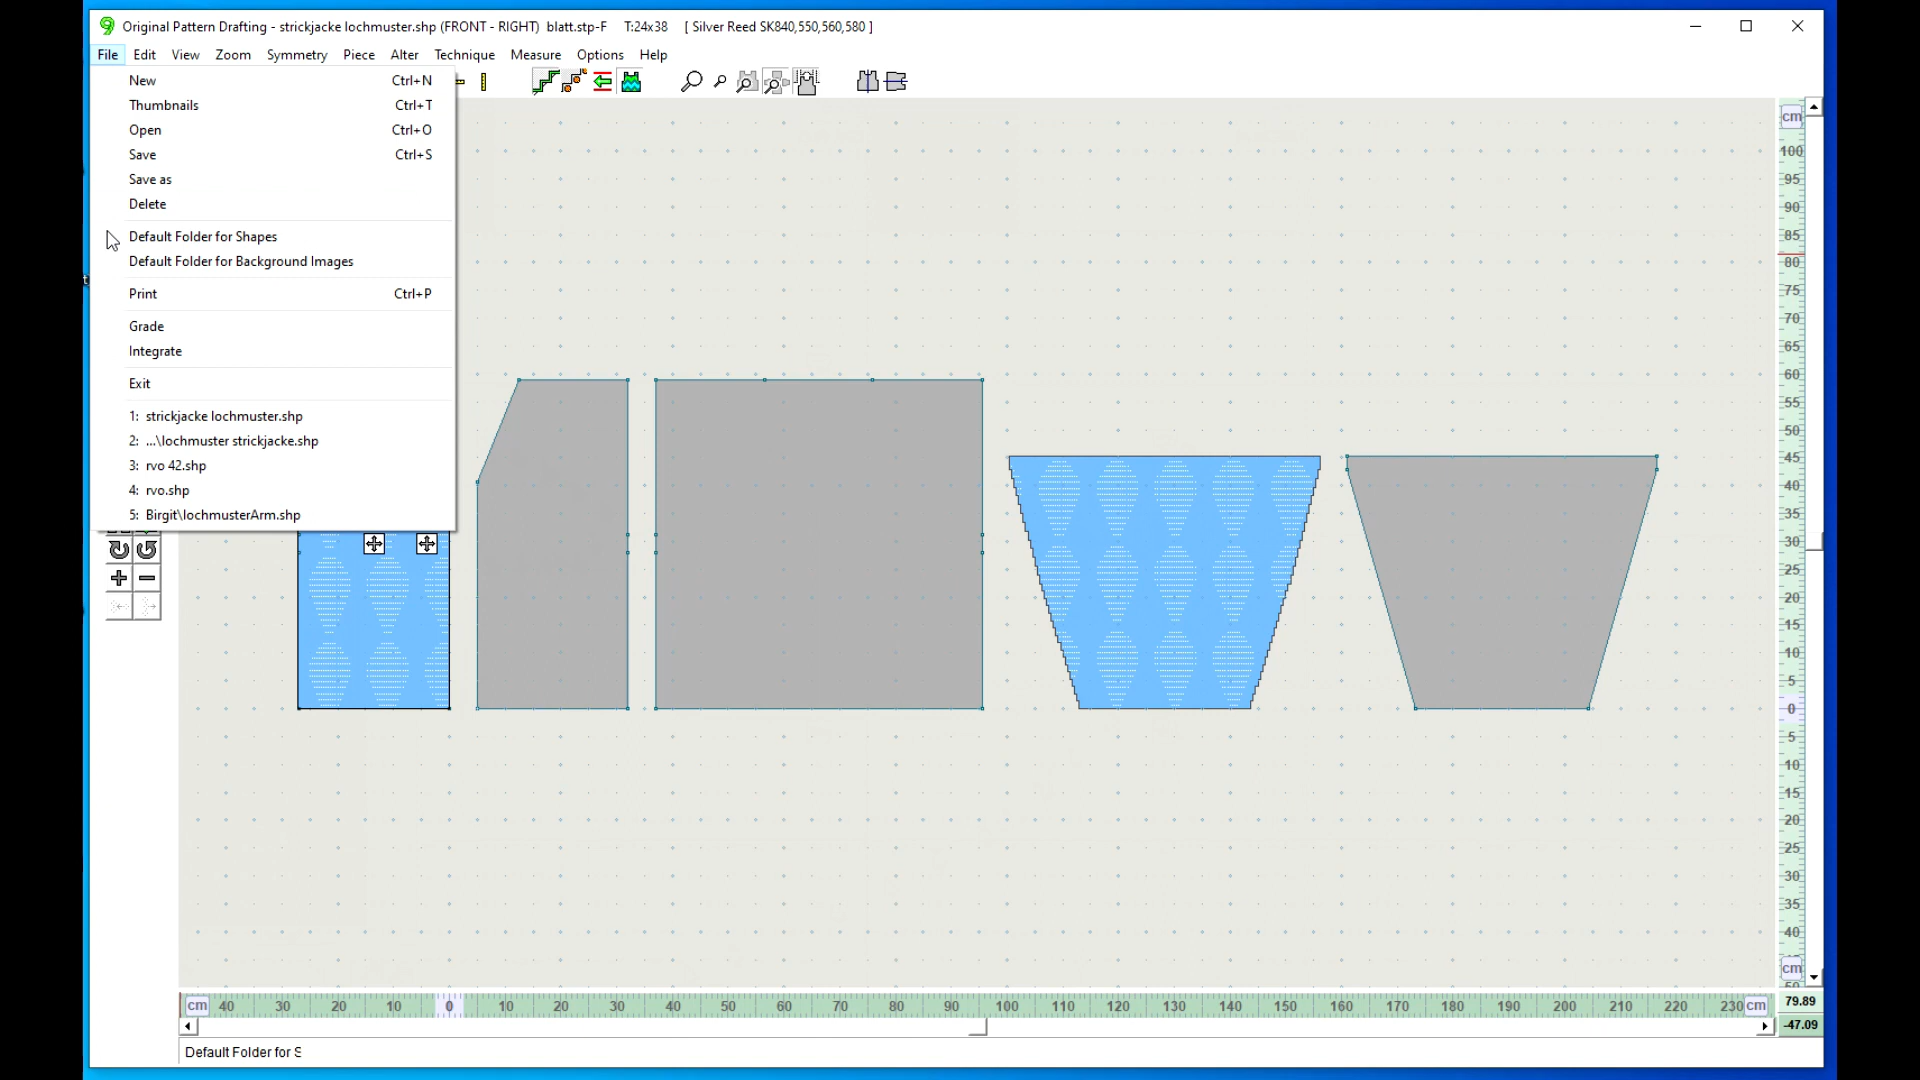 Original Pattern Drafting - strickjacke lochmuster.shp (FRONT - RIGHT) blatt.stp-F T:24x38 [ Silver Reed SK840,550,560,580 ]
File Edit View Zoom Symmetry Piece Alter Technique Measure Options Help
New Ctrl+N
Thumbnails Ctrl+T
Open Ctrl+O
Save Ctrl+S
Save as
Delete
Default Folder for Shapes
Default Folder for Background Images
Print Ctrl+P
Grade
Integrate
Exit
1: strickjacke lochmuster.shp
2: ...\lochmuster strickjacke.shp
3: rvo 42.shp
4: rvo.shp
5: Birgit\lochmusterArm.shp
cm
100
95
90
85
80
75
70
65
60
55
50
45
40
35
30
25
20
15
10
5
0
5
10
15
20
25
30
35
40
cm
cm 40 30 20 10 0 10 20 30 40 50 60 70 80 90 100 110 120 130 140 150 160 170 180 190 200 210 220 230 cm
79.89
-47.09
Default Folder for S